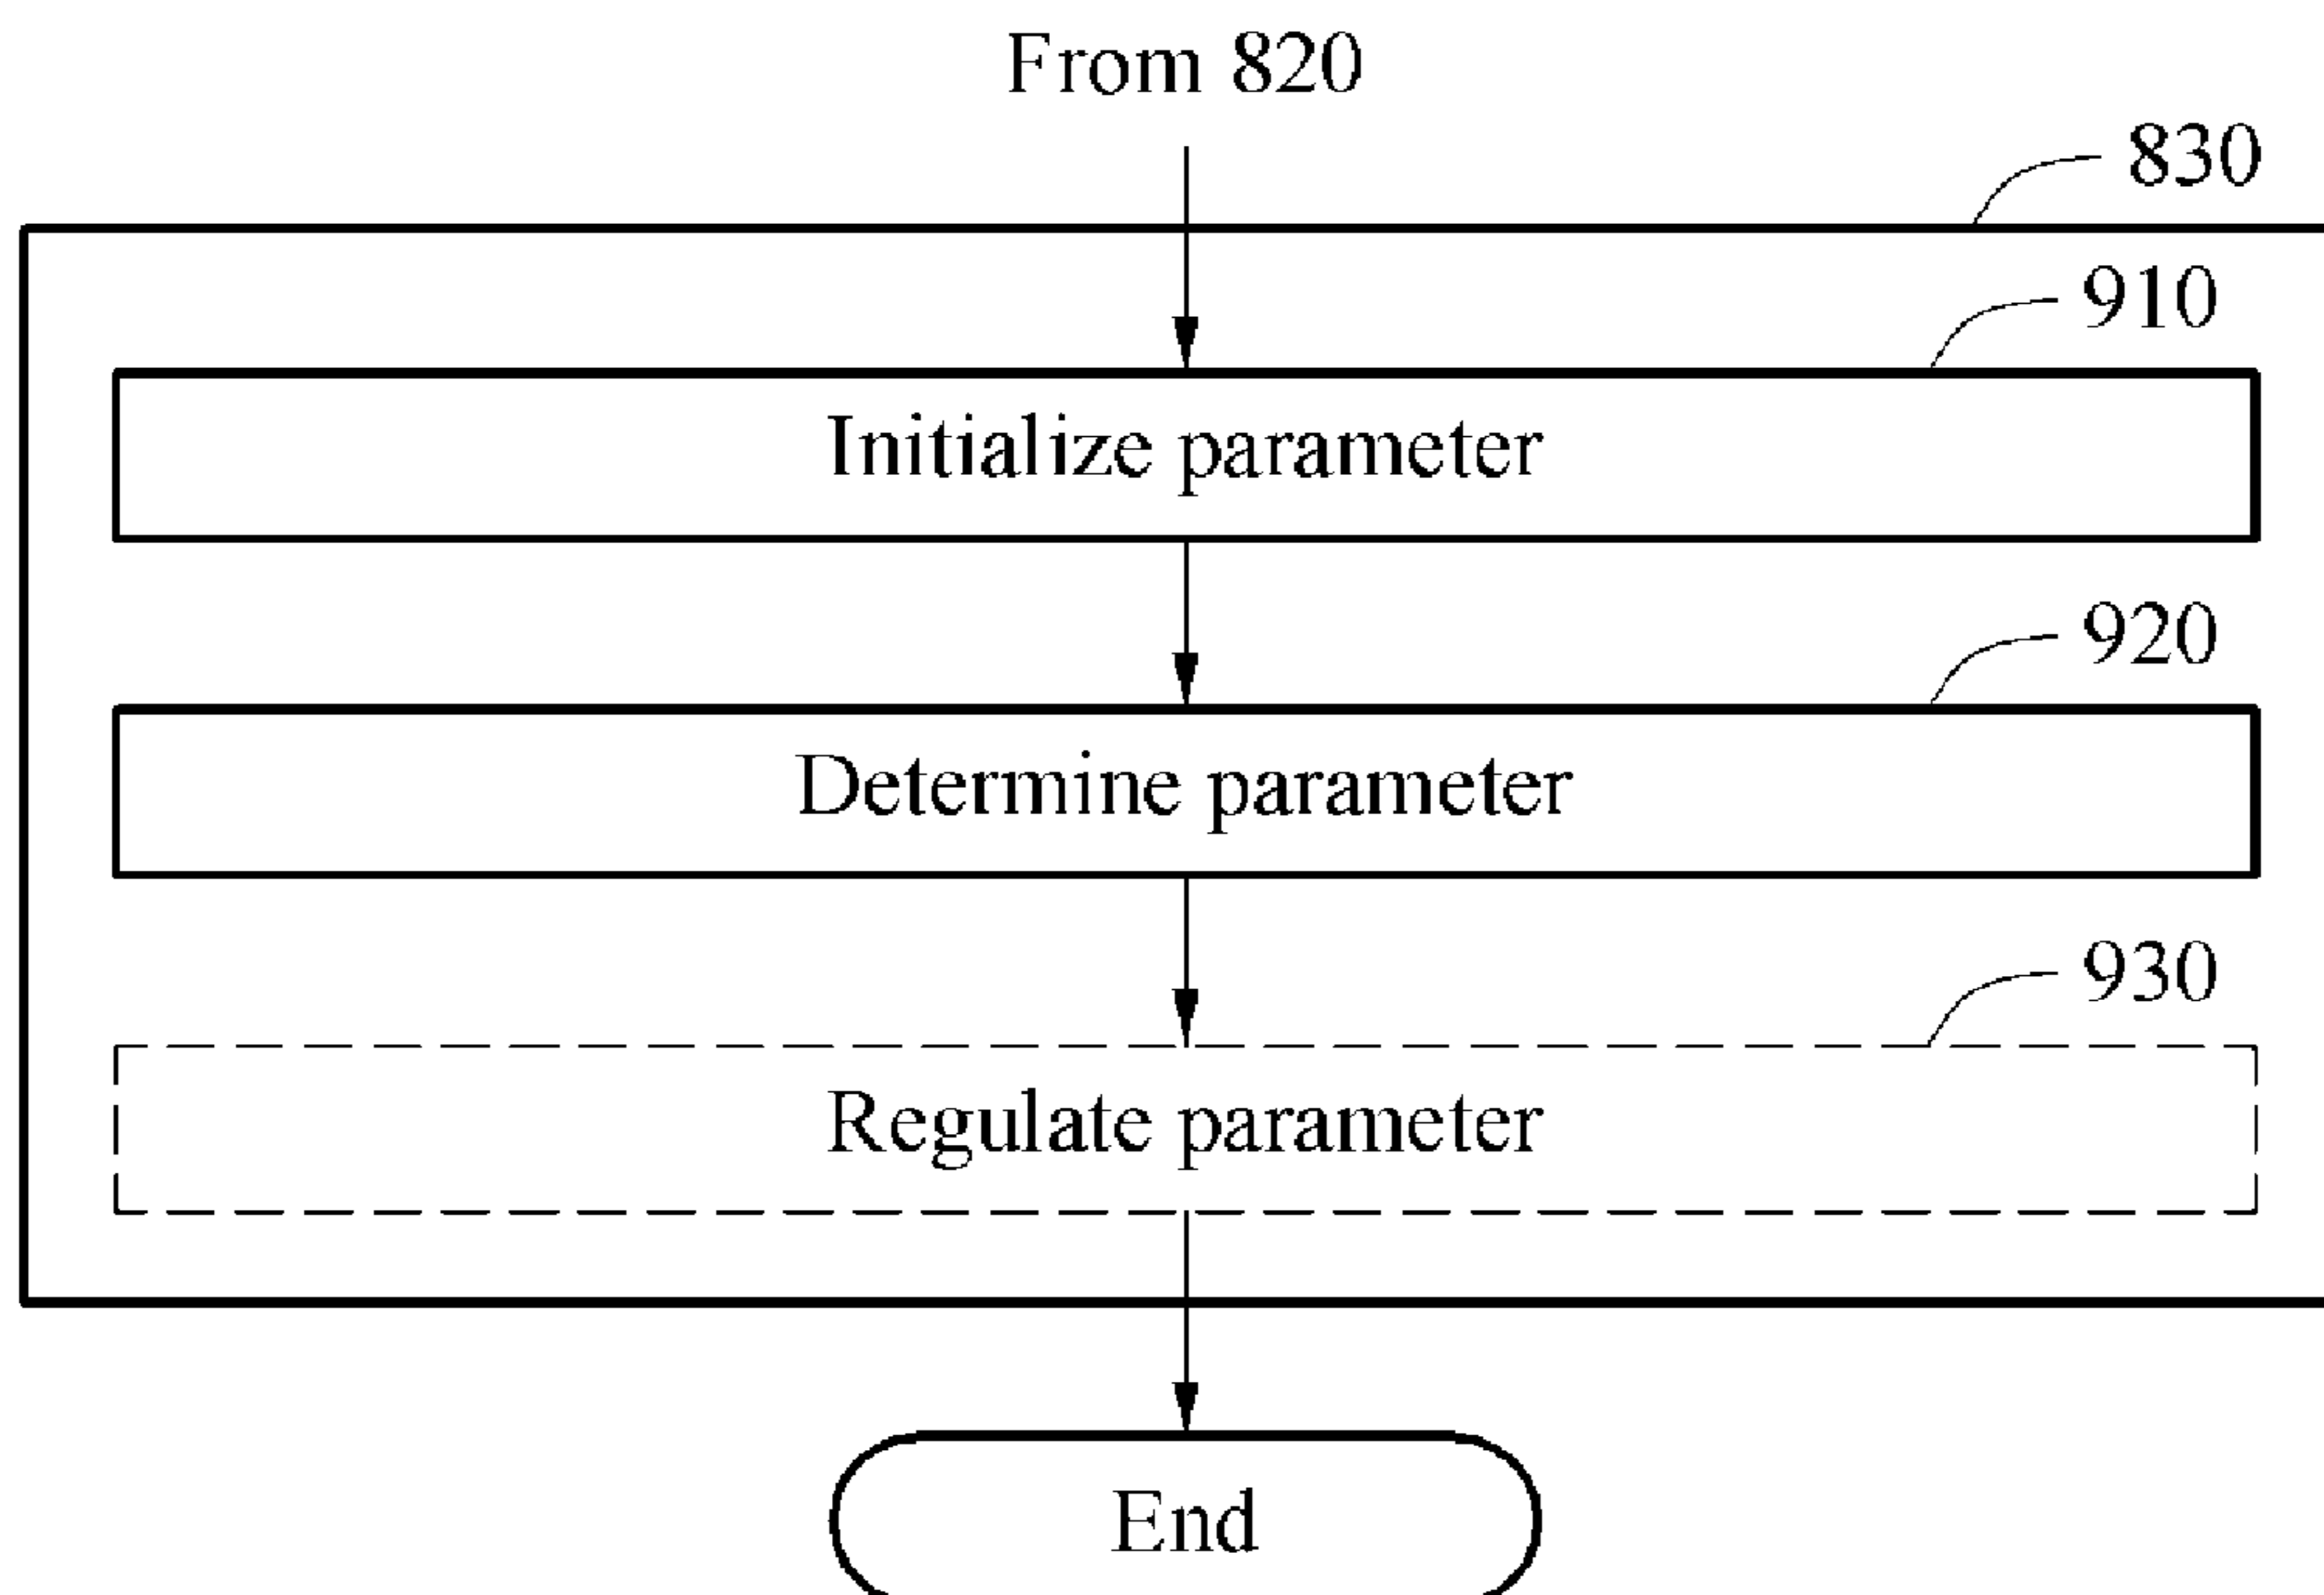 From 820
830
910
Initialize parameter
920
Determine parameter
930
Regulate parameter
End